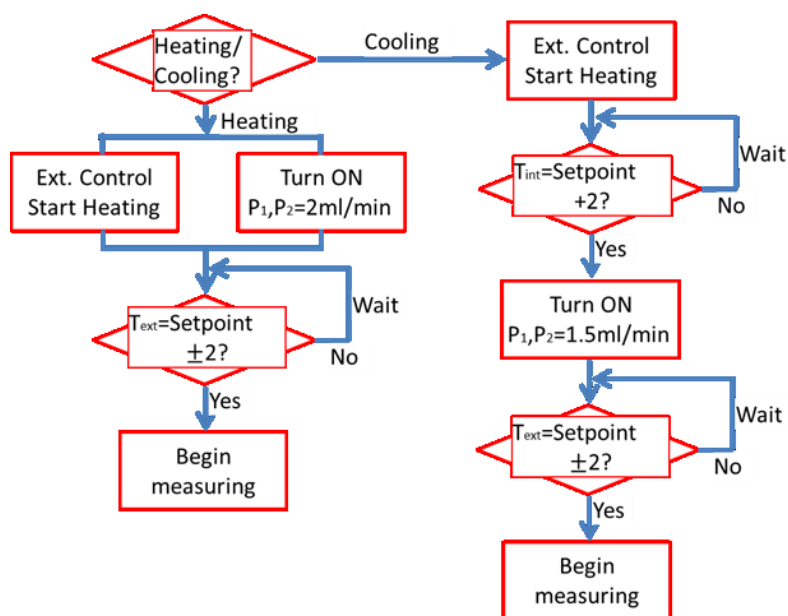 Heating/
Cooling?
Cooling
Ext. Control
Start Heating
Heating
Ext. Control
Start Heating
Turn ON
P₁,P₂=2ml/min
Text=Setpoint
±2?
Wait
No
Yes
Begin
measuring
Tint=Setpoint
+2?
Wait
No
Yes
Turn ON
P₁,P₂=1.5ml/min
Text=Setpoint
±2?
Wait
No
Yes
Begin
measuring